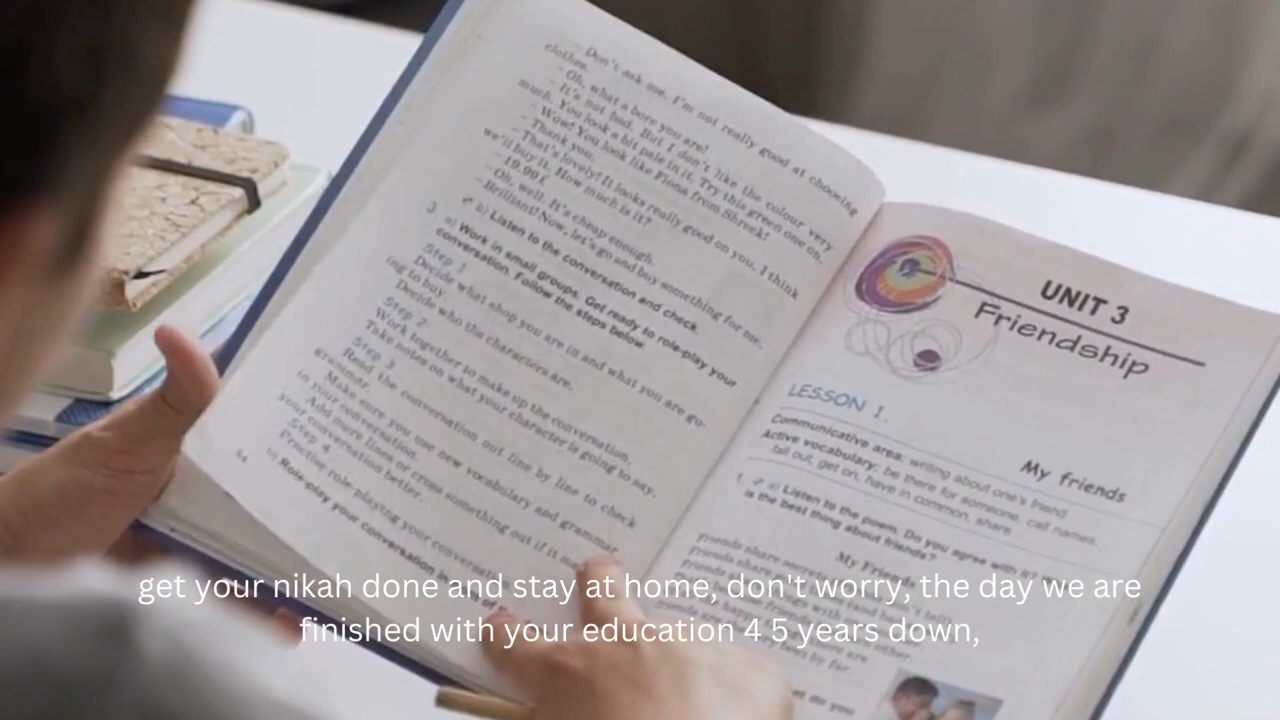 - Don't ask me. I'm not really good at choosing
clothes.
- Oh, what a bore you are!
- It's not bad. But I don't like the colour very
much. You look a bit pale in it. Try this green one on.
- Wow! You look like Fiona from Shreck!
- Thank you.
- That's lovely! It looks really good on you. I think
we'll buy it. How much is it?
- 19.99 £.
- Oh, well. It's cheap enough.
- Brilliant! Now, let's go and buy something for me.
b) Listen to the conversation and check.
3. a) Work in small groups. Get ready to role-play your
conversation. Follow the steps below.
Step 1
Decide what shop you are in and what you are go-
ing to buy.
Decide who the characters are.
Step 2
Work together to make up the conversation.
Take notes on what your character is going to say.
Step 3
Read the conversation out line by line to check
grammar.
Make sure you use new vocabulary and grammar
in your conversation.
Add more lines or cross something out if it
your conversation better.
Step 4
Practise role-playing your
b) Role-play your conversation
UNIT 3
Friendship
LESSON 1.
My friends
Communicative area: writing about one's friend
Active vocabulary: be there for someone, call names,
fall out, get on, have in common, share
1. a) Listen to the poem. Do you agree with
is the best thing about friends?
My
friends share
get your nikah done and stay at home, don't worry, the day we are
finished with your education 4 5 years down,